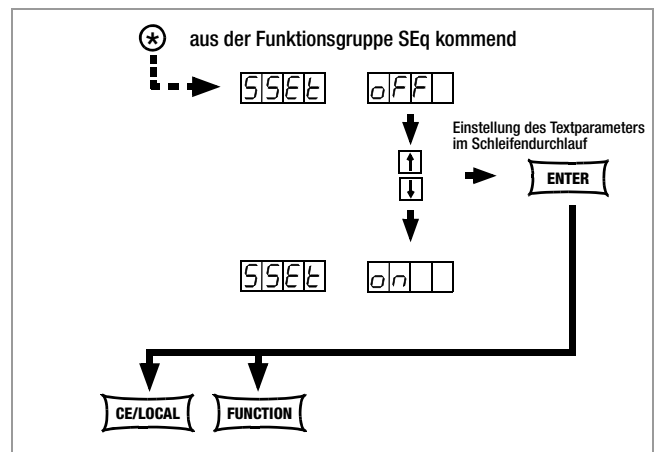 aus der Funktionsgruppe SEq kommend
SSEt oFF
Einstellung des Textparameters
im Schleifendurchlauf
ENTER
SSEt on
CE/LOCAL FUNCTION